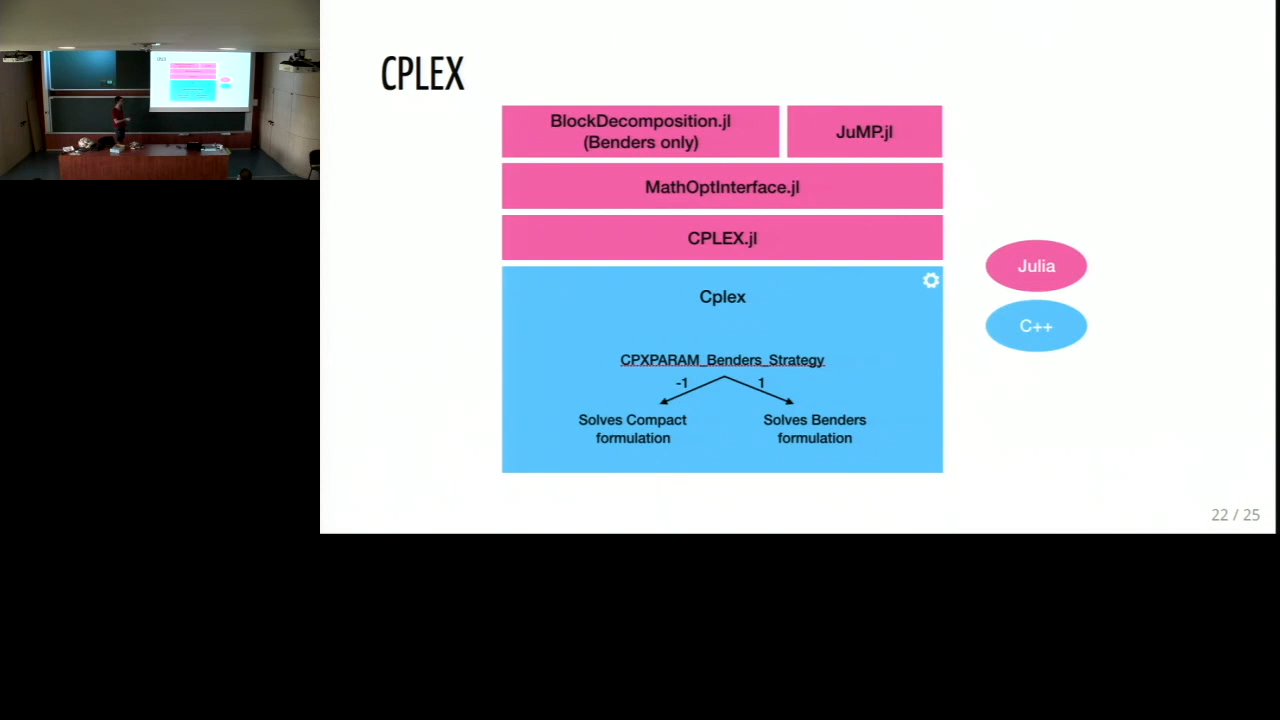 CPLEX
BlockDecomposition.jl
(Benders only)
JuMP.jl
MathOptInterface.jl
CPLEX.jl
Cplex
CPXPARAM_Benders_Strategy
-1
1
Solves Compact
formulation
Solves Benders
formulation
Julia
C++
22 / 25